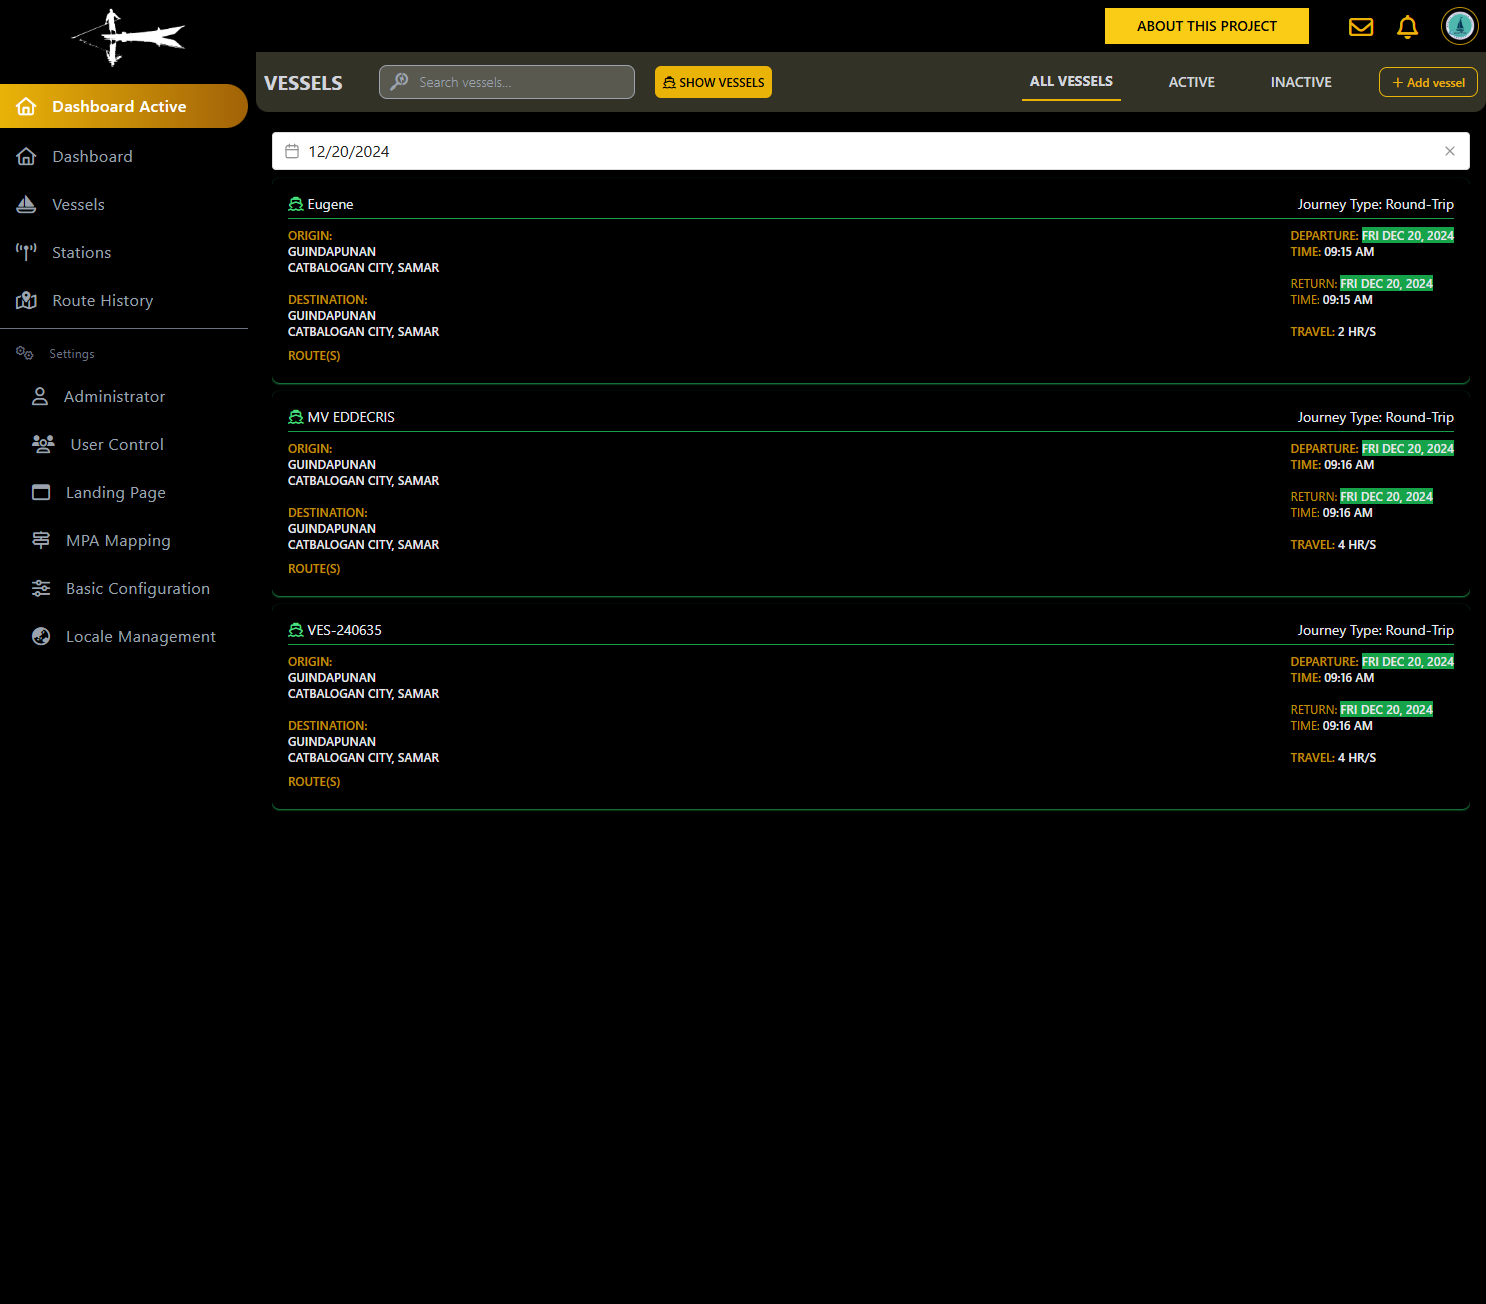 ABOUT THIS PROJECT
VESSELS
Search vessels...
SHOW VESSELS
ALL VESSELS
ACTIVE
INACTIVE
+ Add vessel
Dashboard Active
Dashboard
Vessels
Stations
Route History
Settings
Administrator
User Control
Landing Page
MPA Mapping
Basic Configuration
Locale Management
12/20/2024
Eugene
Journey Type: Round-Trip
ORIGIN:
GUINDAPUNAN
CATBALOGAN CITY, SAMAR
DESTINATION:
GUINDAPUNAN
CATBALOGAN CITY, SAMAR
ROUTE(S)
DEPARTURE: FRI DEC 20, 2024
TIME: 09:15 AM
RETURN: FRI DEC 20, 2024
TIME: 09:15 AM
TRAVEL: 2 HR/S
MV EDDECRIS
Journey Type: Round-Trip
ORIGIN:
GUINDAPUNAN
CATBALOGAN CITY, SAMAR
DESTINATION:
GUINDAPUNAN
CATBALOGAN CITY, SAMAR
ROUTE(S)
DEPARTURE: FRI DEC 20, 2024
TIME: 09:16 AM
RETURN: FRI DEC 20, 2024
TIME: 09:16 AM
TRAVEL: 4 HR/S
VES-240635
Journey Type: Round-Trip
ORIGIN:
GUINDAPUNAN
CATBALOGAN CITY, SAMAR
DESTINATION:
GUINDAPUNAN
CATBALOGAN CITY, SAMAR
ROUTE(S)
DEPARTURE: FRI DEC 20, 2024
TIME: 09:16 AM
RETURN: FRI DEC 20, 2024
TIME: 09:16 AM
TRAVEL: 4 HR/S